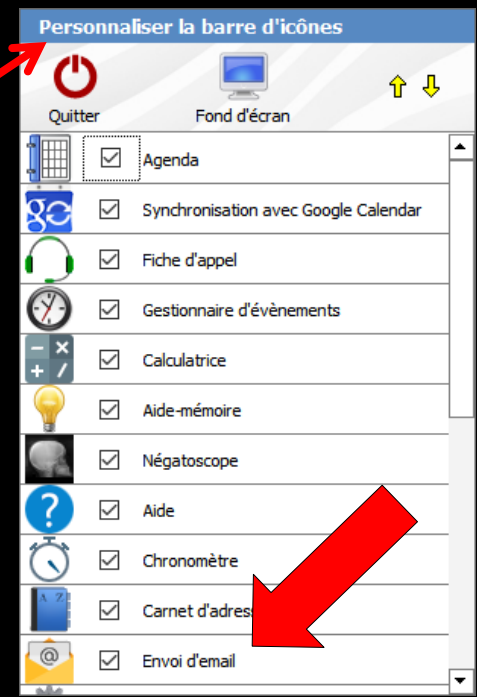 Personnaliser la barre d'icônes
Quitter
Fond d'écran
Agenda
Synchronisation avec Google Calendar
Fiche d'appel
Gestionnaire d'évènements
Calculatrice
Aide-mémoire
Négatoscope
Aide
Chronomètre
A Z
Carnet d'adres
Envoi d'email